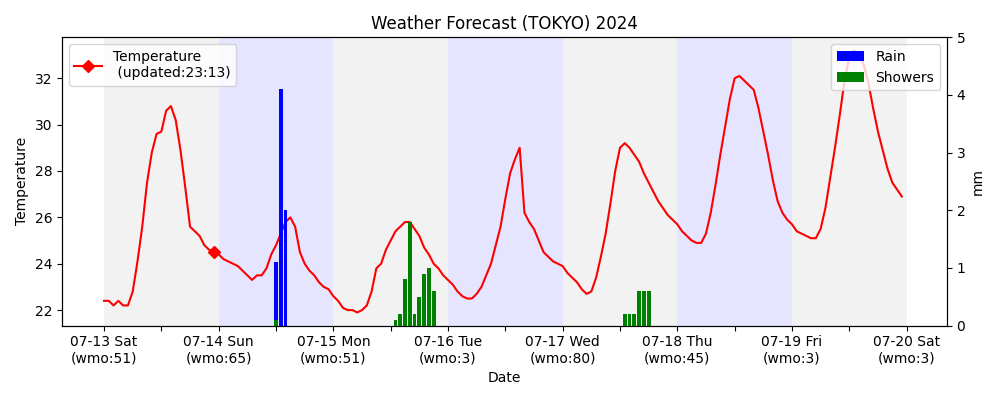 Weather Forecast (TOKYO) 2024
Temperature
(updated:23:13)
Rain
Showers
Temperature
32
30
28
26
24
22
5
4
3
2
1
0
mm
07-13 Sat
(wmo:51)
07-14 Sun
(wmo:65)
07-15 Mon
(wmo:51)
07-16 Tue
(wmo:3)
07-17 Wed
(wmo:80)
07-18 Thu
(wmo:45)
07-19 Fri
(wmo:3)
07-20 Sat
(wmo:3)
Date